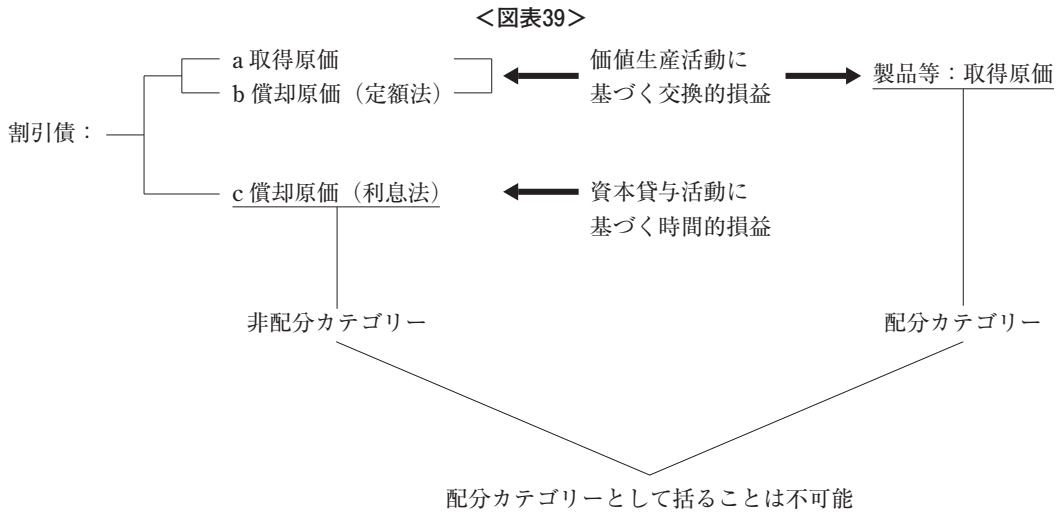 ＜図表39＞
a 取得原価
b 償却原価（定額法）
価値生産活動に
基づく交換的損益
製品等：取得原価
割引債：
c 償却原価（利息法）
資本貸与活動に
基づく時間的損益
非配分カテゴリー
配分カテゴリー
配分カテゴリーとして括ることは不可能